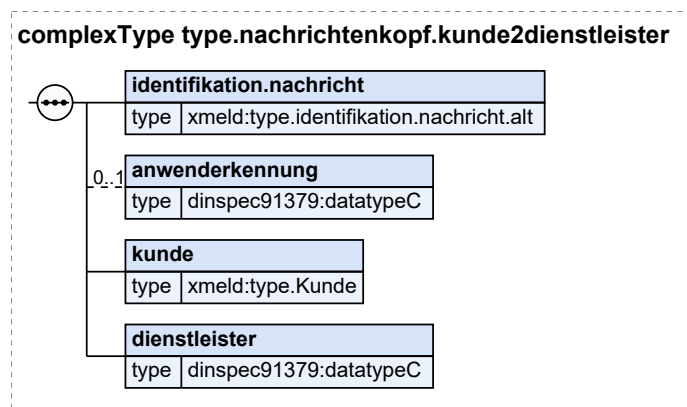 complexType type.nachrichtenkopf.kunde2dienstleister
identifikation.nachricht
type xmeld:type.identifikation.nachricht.alt
0..1
anwenderkennung
type dinspec91379:datatypeC
kunde
type xmeld:type.Kunde
dienstleister
type dinspec91379:datatypeC